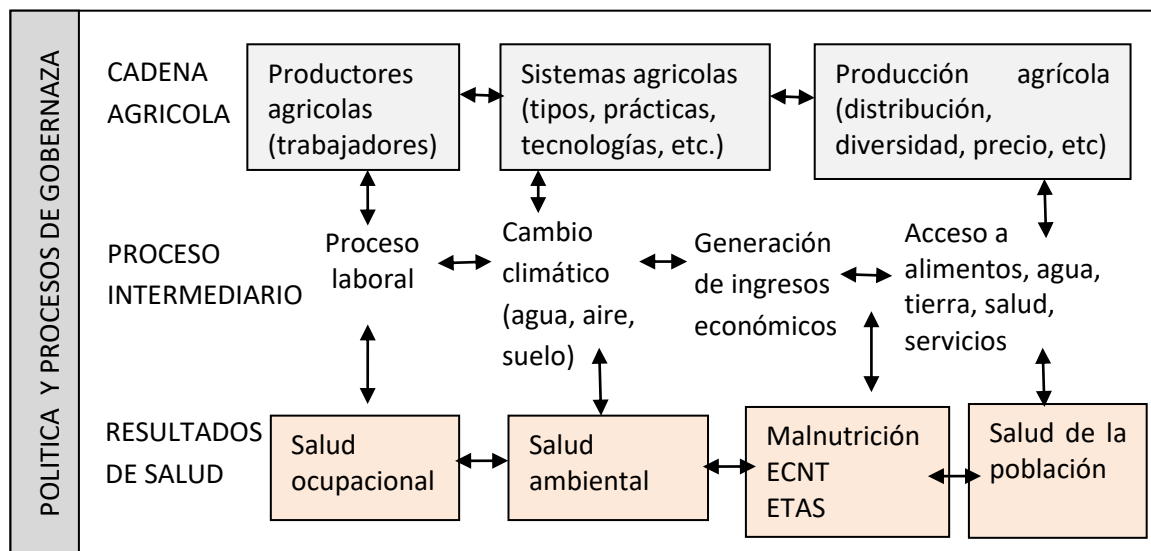 POLITICA Y PROCESOS DE GOBERNAZA
CADENA
AGRICOLA
Productores
agricolas
(trabajadores)
Sistemas agricolas
(tipos, prácticas,
tecnologías, etc.)
Producción agrícola
(distribución,
diversidad, precio, etc)
PROCESO
INTERMEDIARIO
Proceso
laboral
Cambio
climático
(agua, aire,
suelo)
Generación
de ingresos
económicos
Acceso a
alimentos, agua,
tierra, salud,
servicios
RESULTADOS
DE SALUD
Salud
ocupacional
Salud
ambiental
Malnutrición
ECNT
ETAS
Salud de la
población